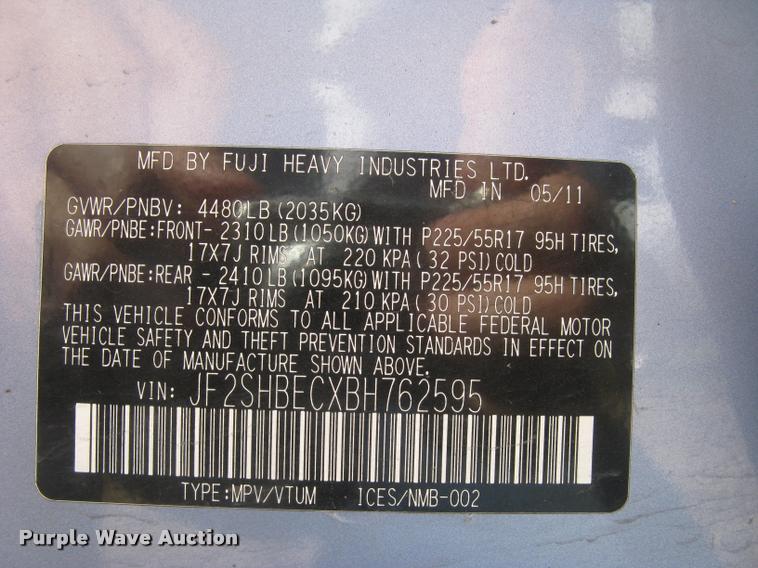 MFD BY FUJI HEAVY INDUSTRIES LTD.
MFD IN 05/11
GVWR/PNBV: 4480LB (2035KG)
GAWR/PNBE:FRONT- 2310LB(1050KG)WITH P225/55R17 95H TIRES,
17X7J RIMS AT 220 KPA( 32 PSI)COLD
GAWR/PNBE:REAR - 2410LB(1095KG)WITH P225/55R17 95H TIRES,
17X7J RIMS AT 210 KPA( 30 PSI)COLD
THIS VEHICLE CONFORMS TO ALL APPLICABLE FEDERAL MOTOR
VEHICLE SAFETY AND THEFT PREVENTION STANDARDS IN EFFECT ON
THE DATE OF MANUFACTURE SHOWN ABOVE.
VIN: JF2SHBECXBH762595
TYPE:MPV/VTUM ICES/NMB-002
Purple Wave Auction